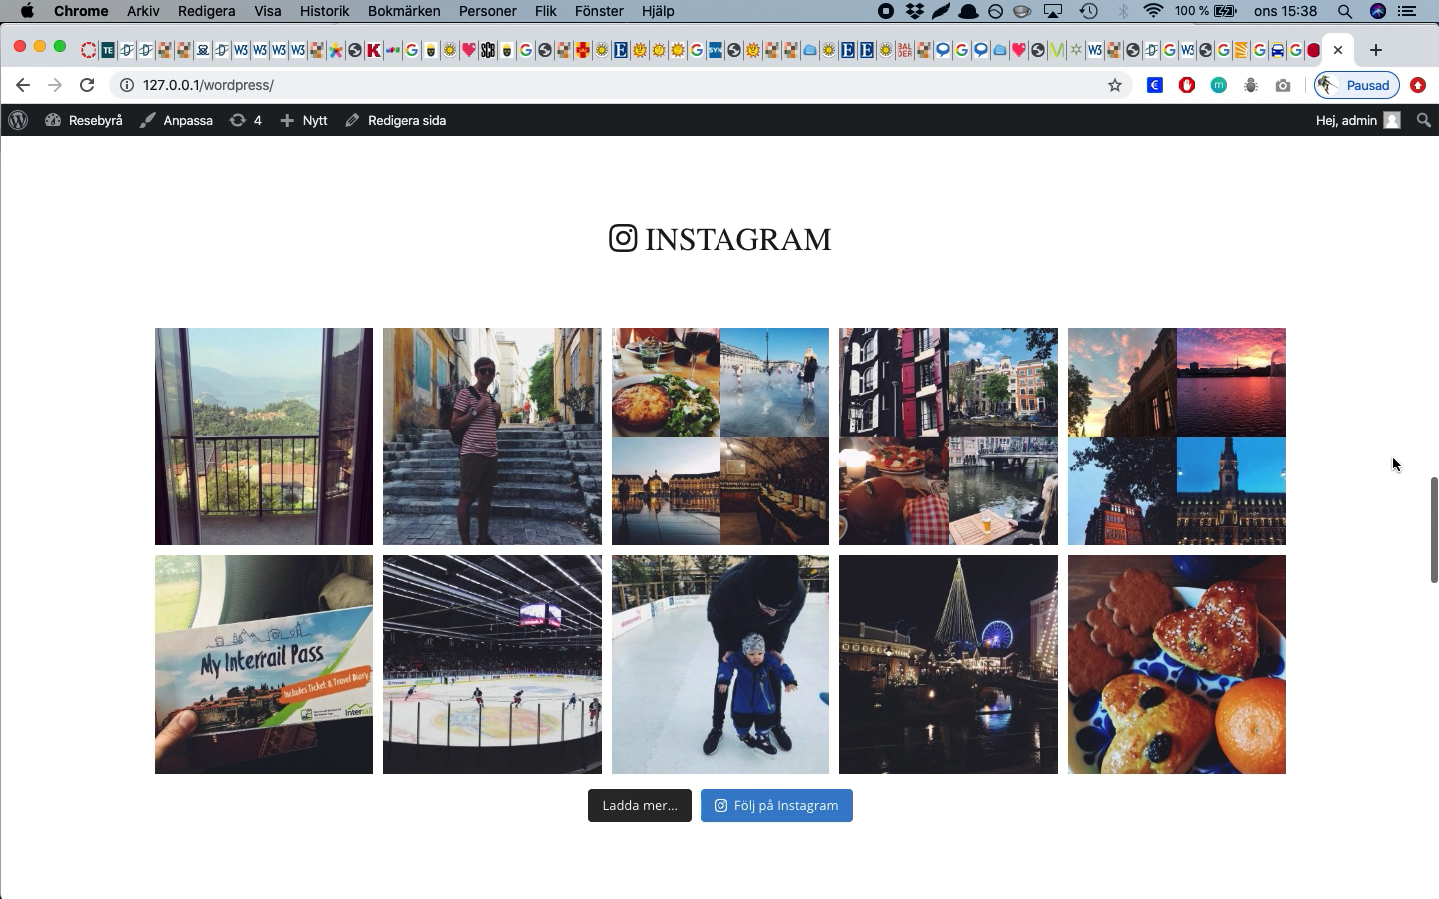 Chrome Arkiv Redigera Visa Historik Bokmärken Personer Flik Fönster Hjälp 100 % ons 15:38
127.0.0.1/wordpress/ Pausad
Resebyrå Anpassa 4 Nytt Redigera sida Hej, admin
INSTAGRAM
My Interrail Pass
Includes Ticket & Travel Diary
Interrail
Ladda mer... Följ på Instagram